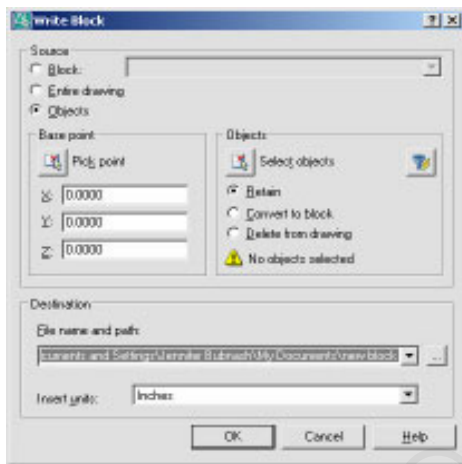 Write Block
Source
Block:
Entire drawing
Objects
Base point
Pick point
X: 0.0000
Y: 0.0000
Z: 0.0000
Objects
Select objects
Retain
Convert to block
Delete from drawing
No objects selected
Destination
File name and path:
cuments and Settings\Jennifer Bubnash\My Documents\new block
...
Insert units: Inches
OK Cancel Help